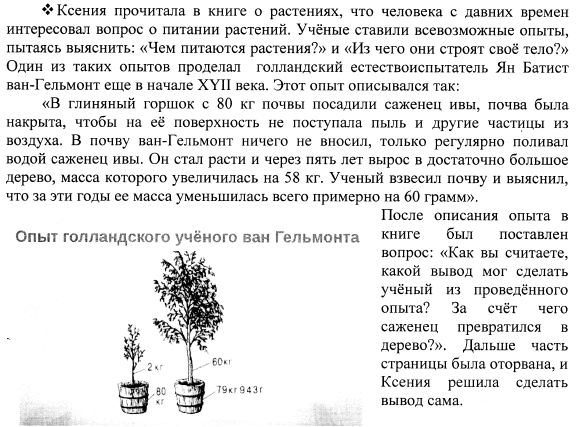 ❖Ксения прочитала в книге о растениях, что человека с давних времен
интересовал вопрос о питании растений. Учёные ставили всевозможные опыты,
пытаясь выяснить: «Чем питаются растения?» и «Из чего они строят своё тело?»
Один из таких опытов проделал голландский естествоиспытатель Ян Батист
ван-Гельмонт еще в начале XYII века. Этот опыт описывался так:
«В глиняный горшок с 80 кг почвы посадили саженец ивы, почва была
накрыта, чтобы на её поверхность не поступала пыль и другие частицы из
воздуха. В почву ван-Гельмонт ничего не вносил, только регулярно поливал
водой саженец ивы. Он стал расти и через пять лет вырос в достаточно большое
дерево, масса которого увеличилась на 58 кг. Ученый взвесил почву и выяснил,
что за эти годы ее масса уменьшилась всего примерно на 60 грамм».
Опыт голландского учёного ван Гельмонта
2 кг
80
кг
60кг
79кг 943г
После описания опыта в
книге был поставлен
вопрос: «Как вы считаете,
какой вывод мог сделать
учёный из проведённого
опыта? За счёт чего
саженец превратился в
дерево?». Дальше часть
страницы была оторвана, и
Ксения решила сделать
вывод сама.